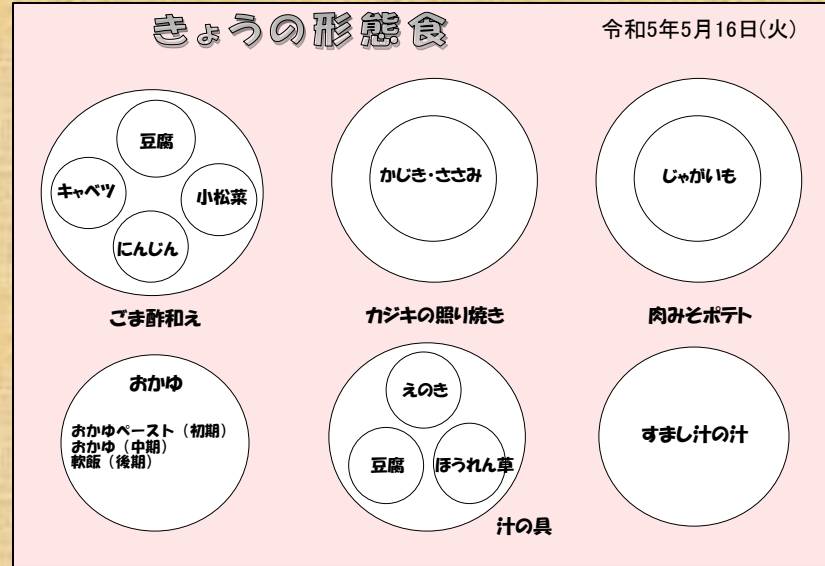 きょうの形態食
令和5年5月16日(火)
豆腐
キャベツ
小松菜
にんじん
ごま酢和え
かじき・ささみ
カジキの照り焼き
じゃがいも
肉みそポテト
おかゆ
おかゆペースト（初期）
おかゆ（中期）
軟飯（後期）
えのき
豆腐
ほうれん草
汁の具
すまし汁の汁